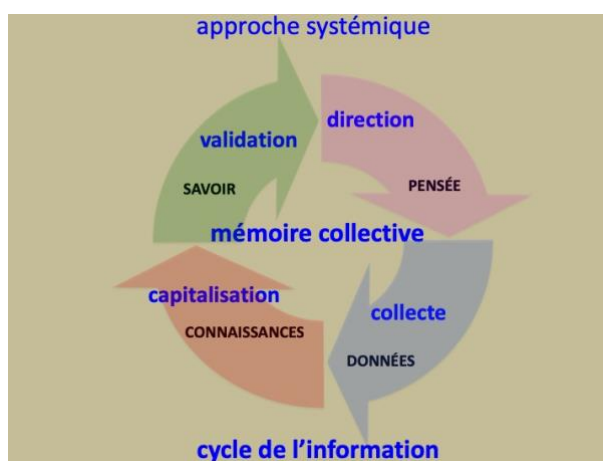 approche systémique
direction
validation
SAVOIR
PENSÉE
mémoire collective
capitalisation
collecte
CONNAISSANCES
DONNÉES
cycle de l'information